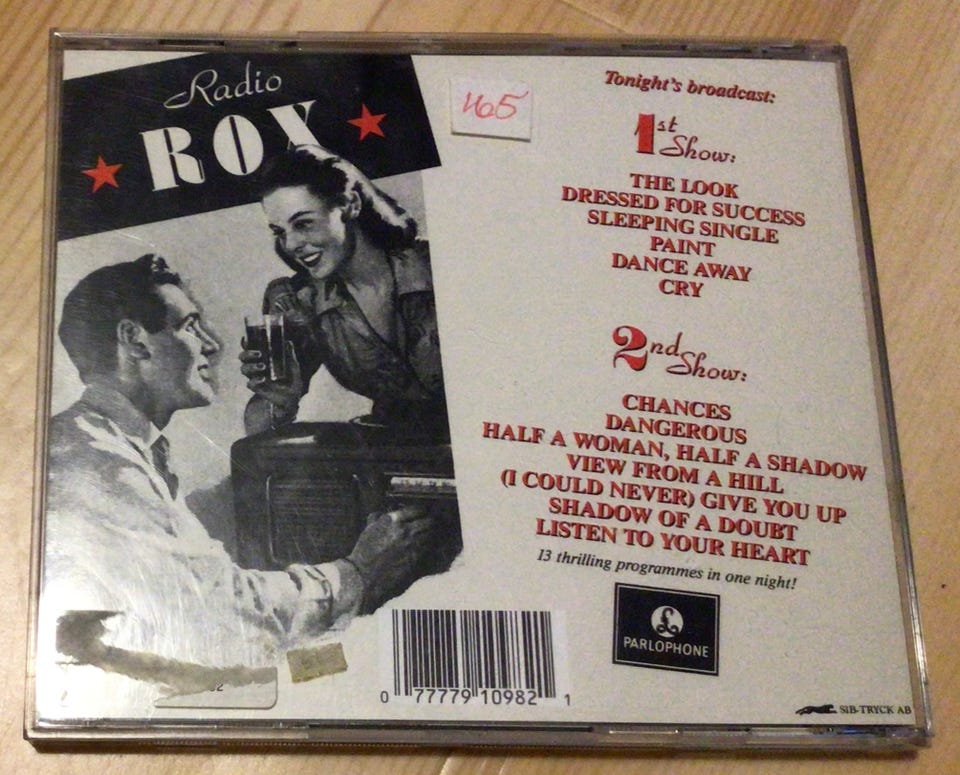 Radio
ROX
165
Tonight's broadcast:
1st Show:
THE LOOK
DRESSED FOR SUCCESS
SLEEPING SINGLE
PAINT
DANCE AWAY
CRY
2nd Show:
CHANCES
DANGEROUS
HALF A WOMAN, HALF A SHADOW
VIEW FROM A HILL
(I COULD NEVER) GIVE YOU UP
SHADOW OF A DOUBT
LISTEN TO YOUR HEART
13 thrilling programmes in one night!
£
PARLOPHONE
0 77779 10982 1
SIB-TRYCK AB